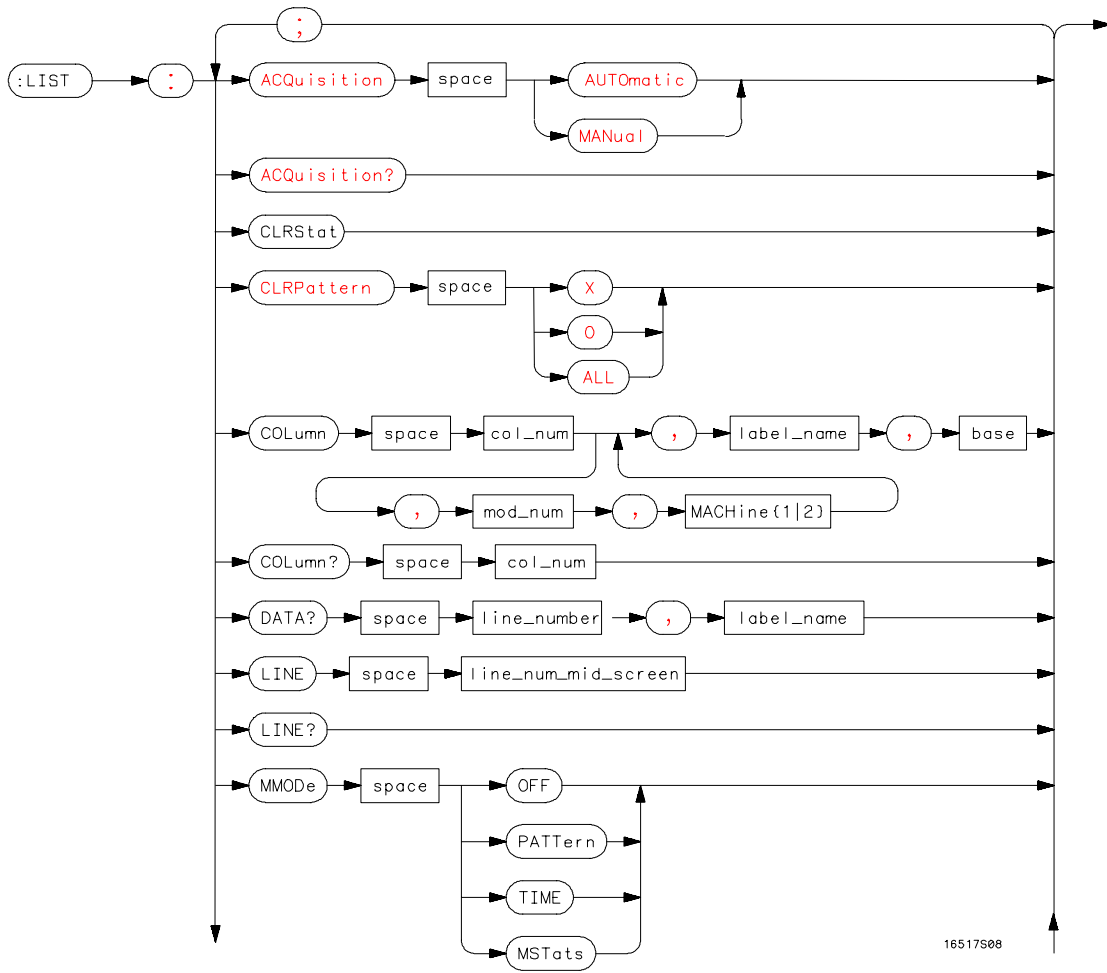 ;
:LIST : ACQuisition space AUTOmatic
MANual
ACQuisition?
CLRStat
CLRPattern space X
O
ALL
COLumn space col_num , label_name , base
, mod_num , MACHine{1|2}
COLumn? space col_num
DATA? space line_number , label_name
LINE space line_num_mid_screen
LINE?
MMODe space OFF
PATTern
TIME
MSTats
16517S08